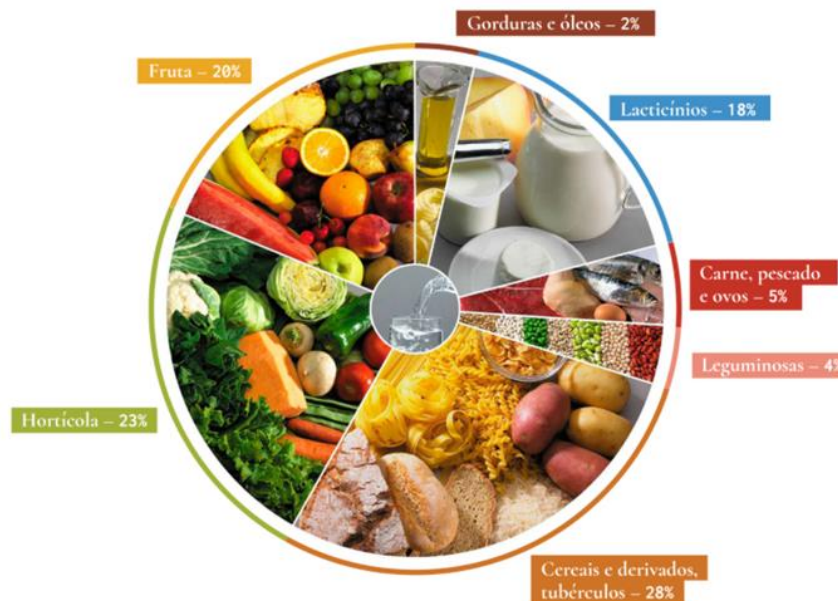 Gorduras e óleos – 2%
Fruta – 20%
Lacticínios – 18%
Carne, pescado
e ovos – 5%
Leguminosas – 4%
Hortícola – 23%
Cereais e derivados,
tubérculos – 28%